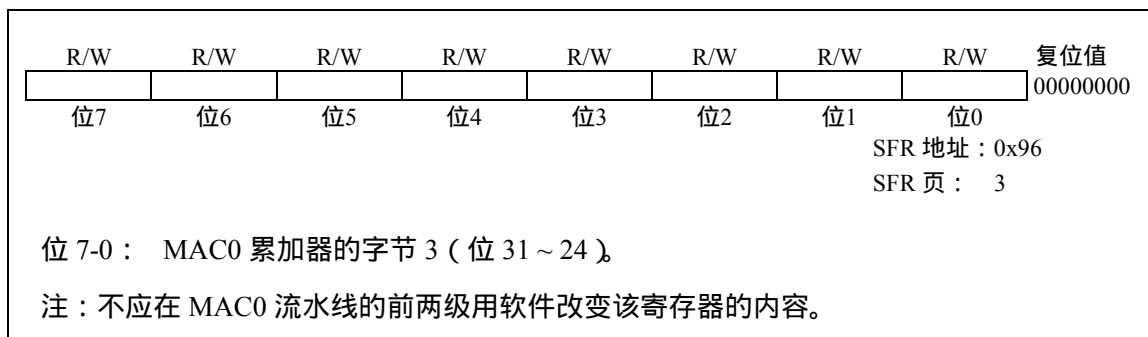 R/W R/W R/W R/W R/W R/W R/W R/W 复位值
00000000
位7 位6 位5 位4 位3 位2 位1 位0
SFR 地址：0x96
SFR 页： 3
位 7-0： MAC0 累加器的字节 3（位 31 ~ 24）。
注：不应在 MAC0 流水线的前两级用软件改变该寄存器的内容。